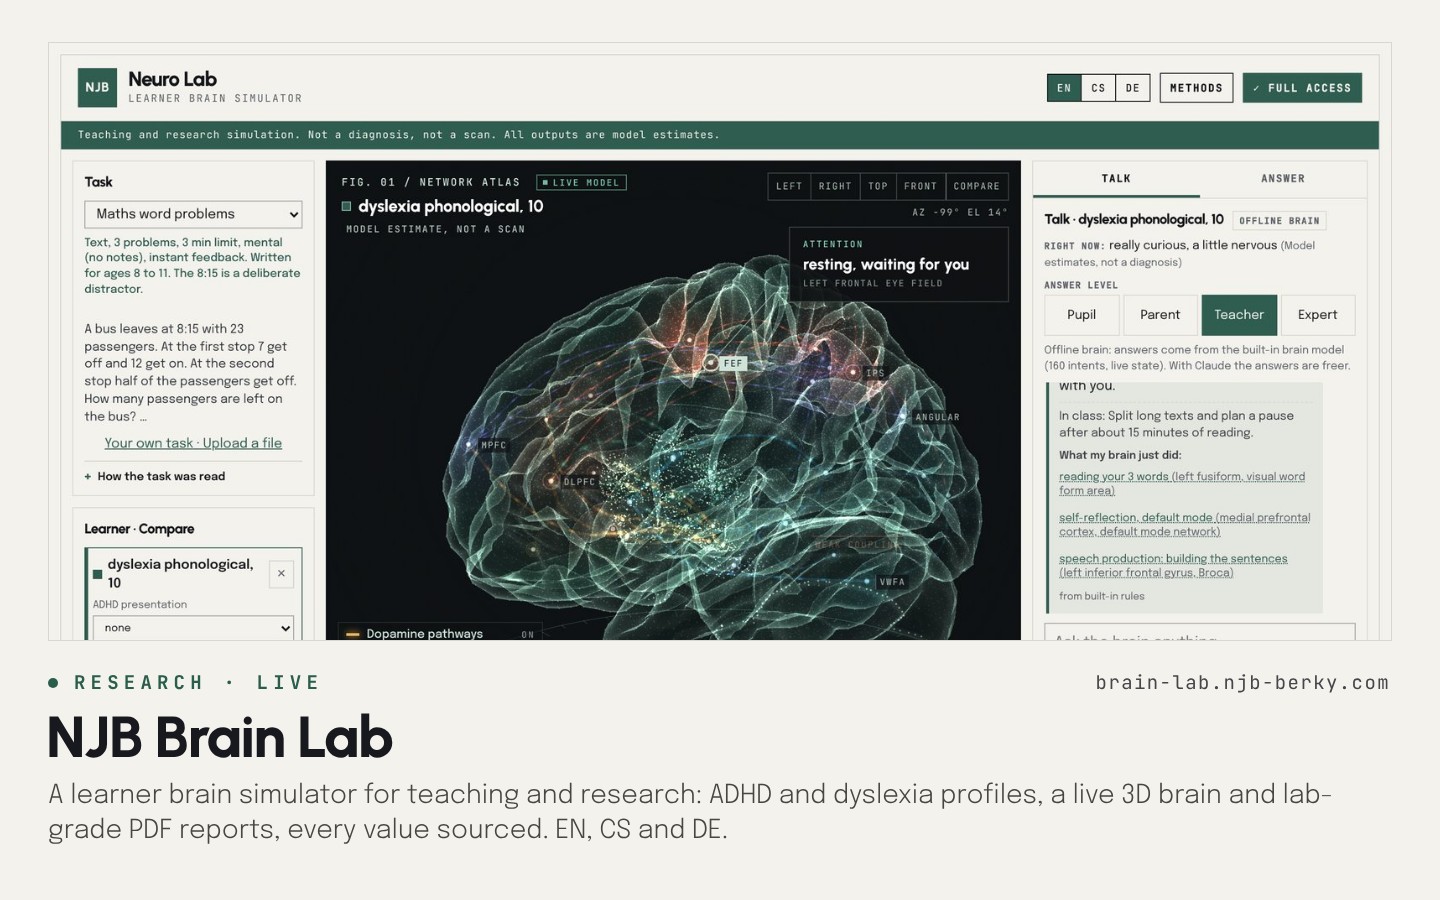 NJB
Neuro Lab
LEARNER BRAIN SIMULATOR
EN CS DE
METHODS
✓ FULL ACCESS
Teaching and research simulation. Not a diagnosis, not a scan. All outputs are model estimates.
Task
Maths word problems
Text, 3 problems, 3 min limit, mental
(no notes), instant feedback. Written
for ages 8 to 11. The 8:15 is a deliberate
distractor.
A bus leaves at 8:15 with 23
passengers. At the first stop 7 get
off and 12 get on. At the second
stop half of the passengers get off.
How many passengers are left on
the bus? …
Your own task · Upload a file
+ How the task was read
Learner · Compare
dyslexia phonological,
10
×
ADHD presentation
none
FIG. 01 / NETWORK ATLAS
LIVE MODEL
dyslexia phonological, 10
MODEL ESTIMATE, NOT A SCAN
LEFT RIGHT TOP FRONT COMPARE
AZ -99° EL 14°
ATTENTION
resting, waiting for you
LEFT FRONTAL EYE FIELD
FEF
IPS
ANGULAR
MPFC
DLPFC
WEAK COUPLING
VWFA
Dopamine pathways ON
TALK ANSWER
Talk · dyslexia phonological, 10 OFFLINE BRAIN
RIGHT NOW: really curious, a little nervous (Model
estimates, not a diagnosis)
ANSWER LEVEL
Pupil Parent Teacher Expert
Offline brain: answers come from the built-in brain model
(160 intents, live state). With Claude the answers are freer.
with you.
In class: Split long texts and plan a pause
after about 15 minutes of reading.
What my brain just did:
reading your 3 words (left fusiform, visual word
form area)
self-reflection, default mode (medial prefrontal
cortex, default mode network)
speech production: building the sentences
(left inferior frontal gyrus, Broca)
from built-in rules
Ask the brain anything
RESEARCH · LIVE
brain-lab.njb-berky.com
NJB Brain Lab
A learner brain simulator for teaching and research: ADHD and dyslexia profiles, a live 3D brain and lab-
grade PDF reports, every value sourced. EN, CS and DE.